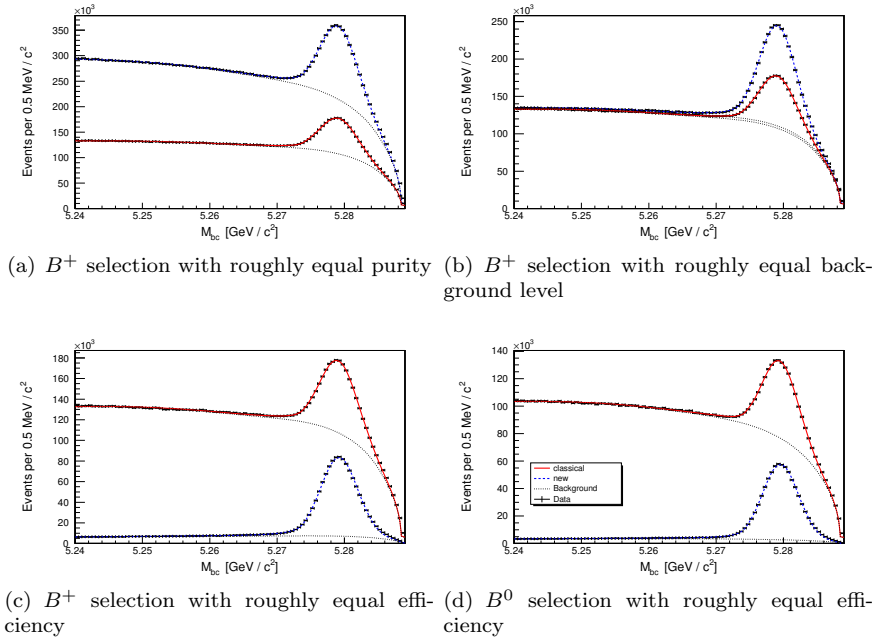 ×10³
350
300
250
200
150
100
50
0
5.24 5.25 5.26 5.27 5.28
Events per 0.5 MeV / c²
M_bc [GeV / c²]
(a) B⁺ selection with roughly equal purity
×10³
250
200
150
100
50
0
5.24 5.25 5.26 5.27 5.28
Events per 0.5 MeV / c²
M_bc [GeV / c²]
(b) B⁺ selection with roughly equal back-
ground level
×10³
180
160
140
120
100
80
60
40
20
0
5.24 5.25 5.26 5.27 5.28
Events per 0.5 MeV / c²
M_bc [GeV / c²]
(c) B⁺ selection with roughly equal effi-
ciency
×10³
140
120
100
80
60
40
20
0
5.24 5.25 5.26 5.27 5.28
Events per 0.5 MeV / c²
M_bc [GeV / c²]
classical
new
Background
Data
(d) B⁰ selection with roughly equal effi-
ciency